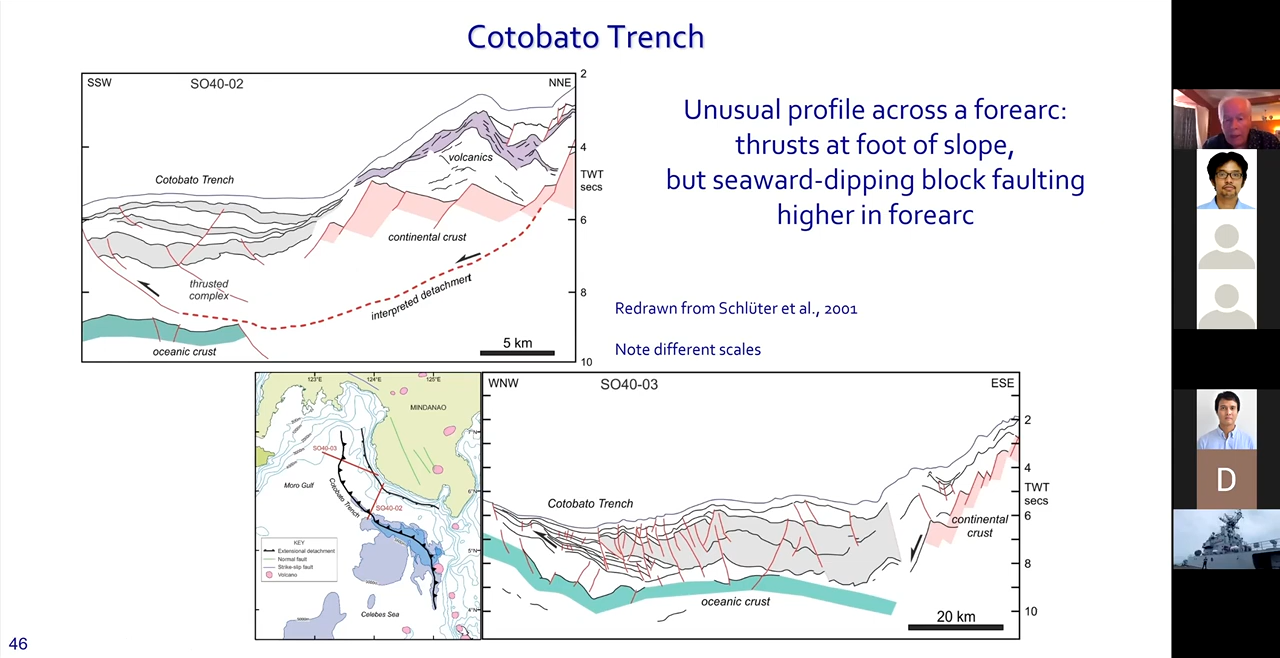 Cotobato Trench
SSW
SO40-02
NNE
2
4
TWT
secs
6
8
10
Cotobato Trench
volcanics
continental crust
thrusted
complex
interpreted detachment
oceanic crust
5 km
Unusual profile across a forearc:
thrusts at foot of slope,
but seaward-dipping block faulting
higher in forearc
Redrawn from Schlüter et al., 2001
Note different scales
123°E
124°E
125°E
MINDANAO
7°N
SO40-03
6°N
Moro Gulf
Cotobato Trench
SO40-02
5°N
KEY
Extensional detachment
Normal fault
Strike-slip fault
Volcano
4°N
Celebes Sea
WNW
SO40-03
ESE
2
4
TWT
secs
6
8
10
Cotobato Trench
continental
crust
oceanic crust
20 km
46
D